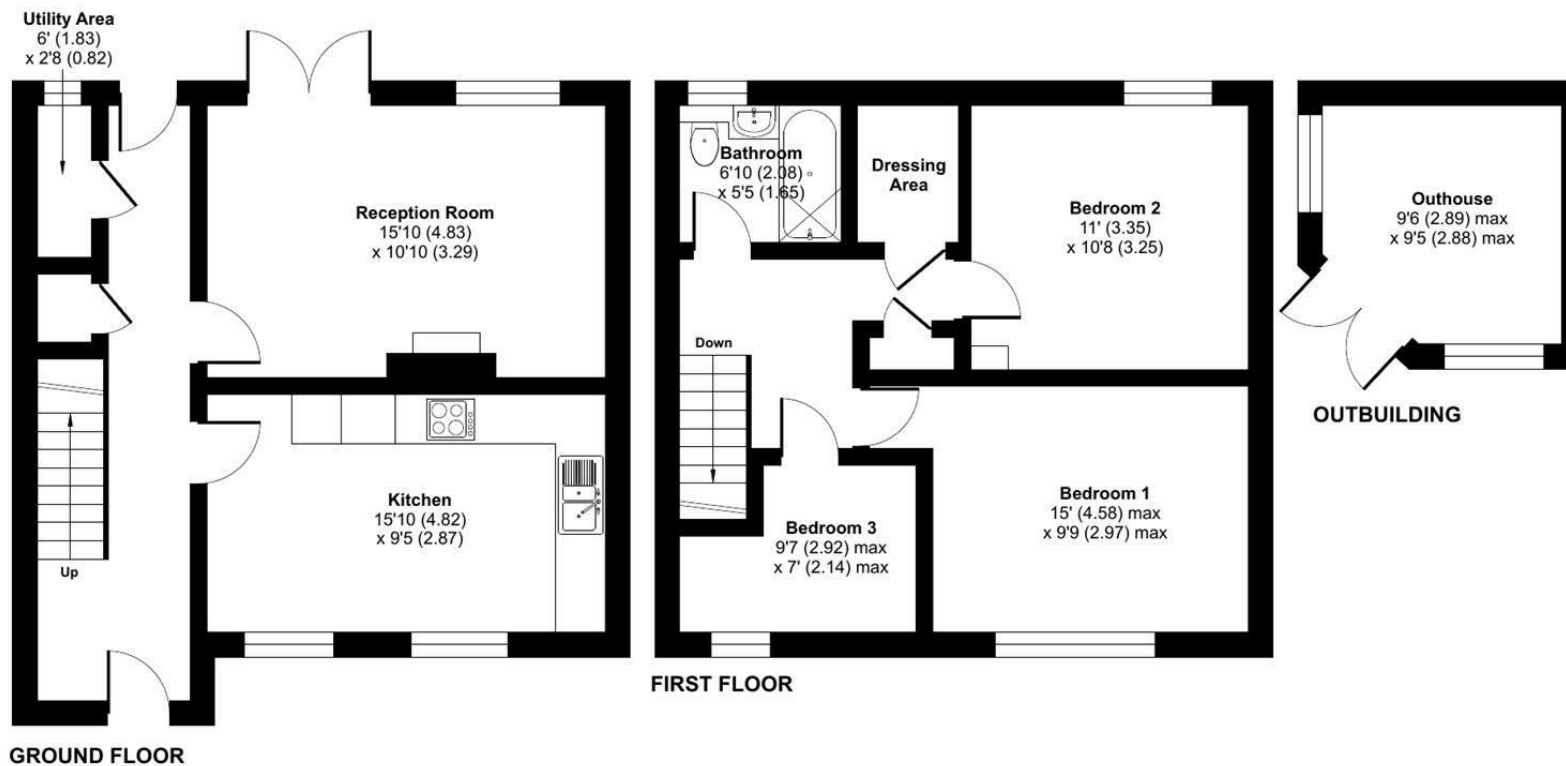 Utility Area
6' (1.83)
x 2'8 (0.82)
Reception Room
15'10 (4.83)
x 10'10 (3.29)
Kitchen
15'10 (4.82)
x 9'5 (2.87)
Up
GROUND FLOOR
Bathroom
6'10 (2.08)
x 5'5 (1.65)
Dressing
Area
Bedroom 2
11' (3.35)
x 10'8 (3.25)
Down
Bedroom 3
9'7 (2.92) max
x 7' (2.14) max
Bedroom 1
15' (4.58) max
x 9'9 (2.97) max
FIRST FLOOR
Outhouse
9'6 (2.89) max
x 9'5 (2.88) max
OUTBUILDING